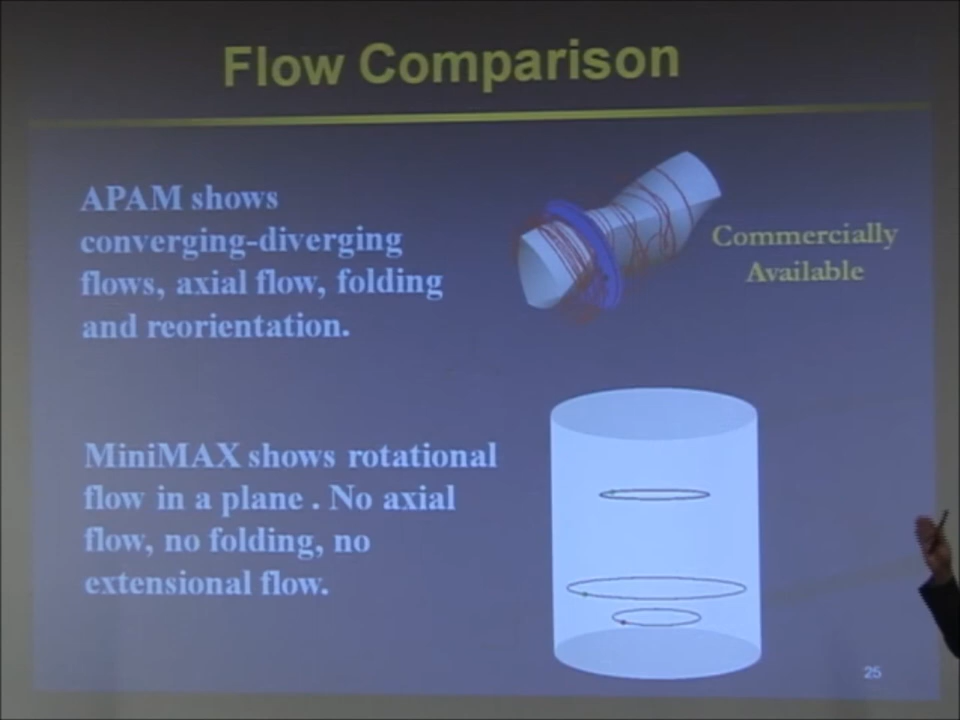 Flow Comparison
APAM shows
converging-diverging
flows, axial flow, folding
and reorientation.
Commercially
Available
MiniMAX shows rotational
flow in a plane . No axial
flow, no folding, no
extensional flow.
25